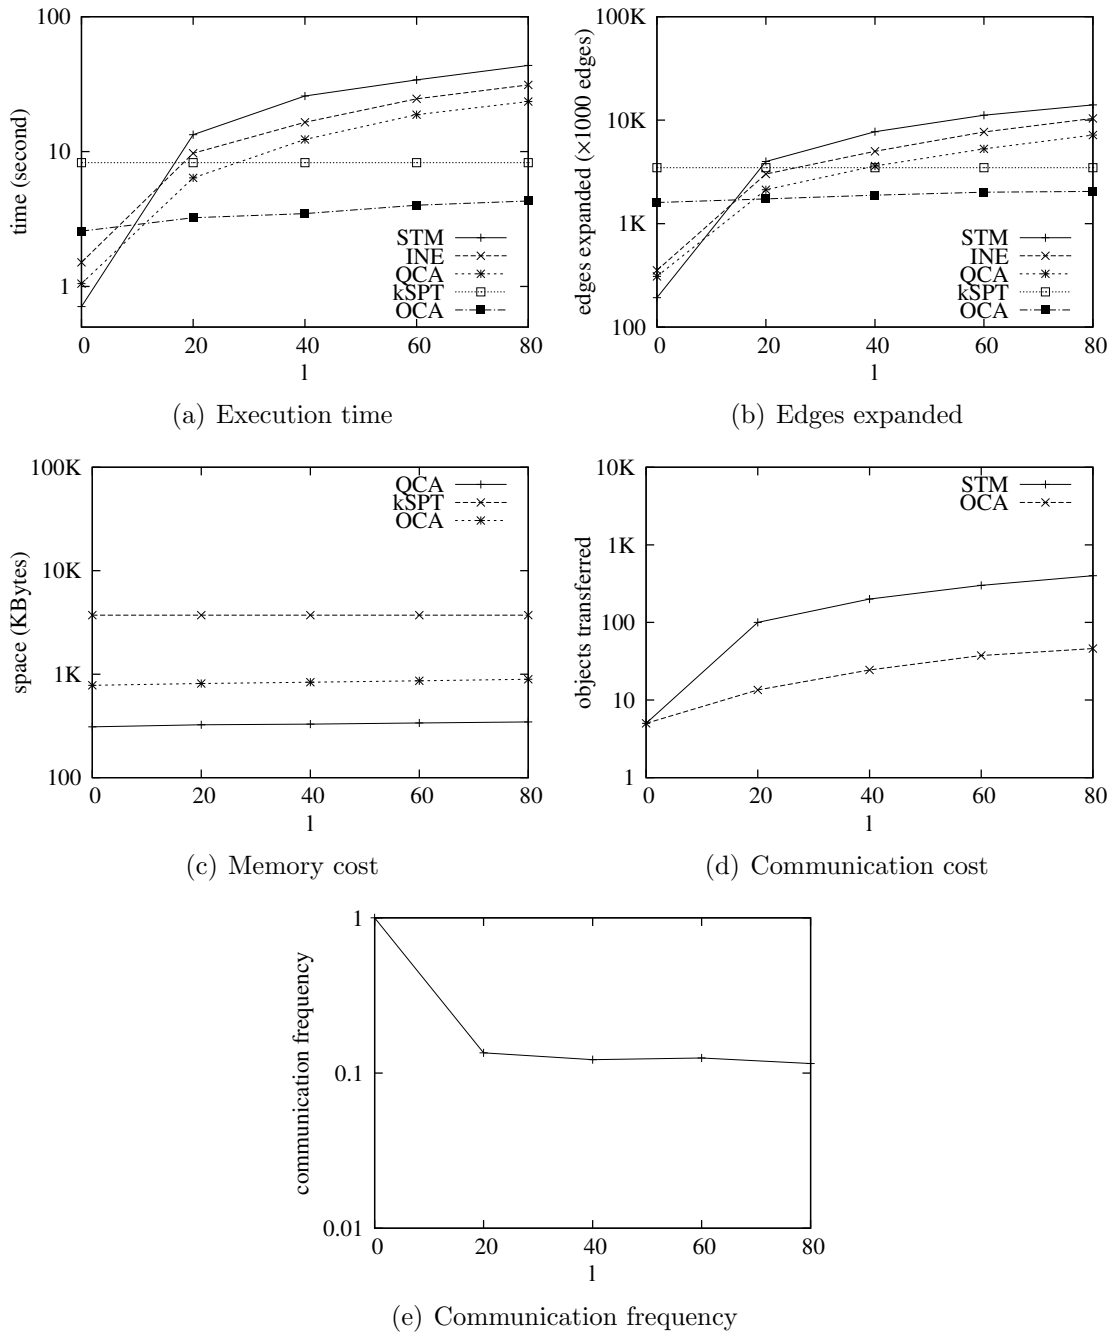 100
10
1
time (second)
0
20
40
60
80
l
STM
INE
QCA
kSPT
OCA
(a) Execution time
100K
10K
1K
100
edges expanded (×1000 edges)
0
20
40
60
80
l
STM
INE
QCA
kSPT
OCA
(b) Edges expanded
100K
10K
1K
100
space (KBytes)
0
20
40
60
80
l
QCA
kSPT
OCA
(c) Memory cost
10K
1K
100
10
1
objects transferred
0
20
40
60
80
l
STM
OCA
(d) Communication cost
1
0.1
0.01
communication frequency
0
20
40
60
80
l
(e) Communication frequency